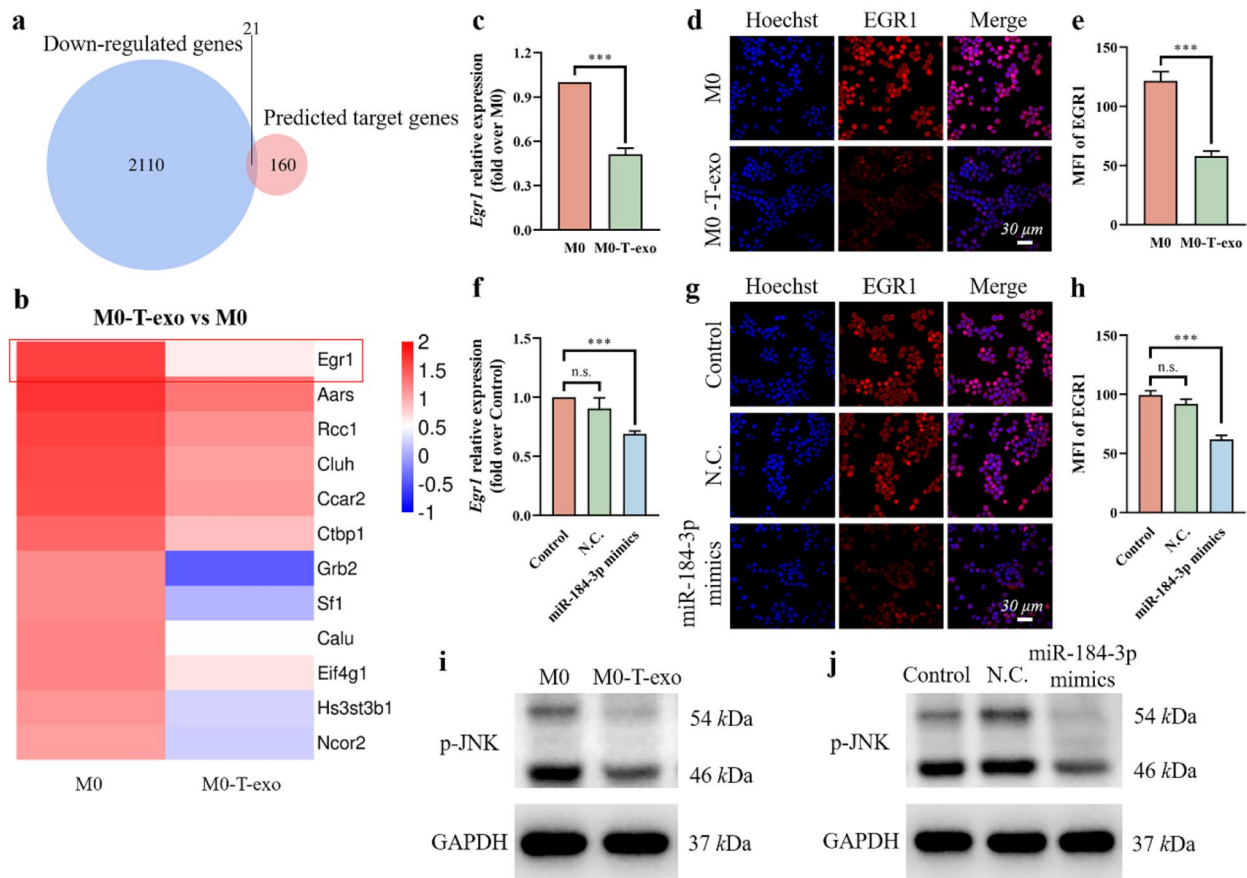 a
Down-regulated genes
21
Predicted target genes
2110
160
b
M0-T-exo vs M0
Egr1
Aars
Rcc1
Cluh
Ccar2
Ctbp1
Grb2
Sf1
Calu
Eif4g1
Hs3st3b1
Ncor2
M0
M0-T-exo
2
1.5
1
0.5
0
-0.5
-1
c
Egr1 relative expression
(fold over M0)
1.2
0.9
0.6
0.3
0.0
***
M0
M0-T-exo
d
Hoechst
EGR1
Merge
M0
M0 -T-exo
30 μm
e
MFI of EGR1
150
100
50
0
***
M0
M0-T-exo
f
Egr1 relative expression
(fold over Control)
1.5
1.0
0.5
0.0
***
n.s.
Control
N.C.
miR-184-3p mimics
g
Hoechst
EGR1
Merge
Control
N.C.
miR-184-3p
mimics
30 μm
h
MFI of EGR1
150
100
50
0
***
n.s.
Control
N.C.
miR-184-3p mimics
i
M0
M0-T-exo
p-JNK
54 kDa
46 kDa
GAPDH
37 kDa
j
Control
N.C.
miR-184-3p
mimics
p-JNK
54 kDa
46 kDa
GAPDH
37 kDa